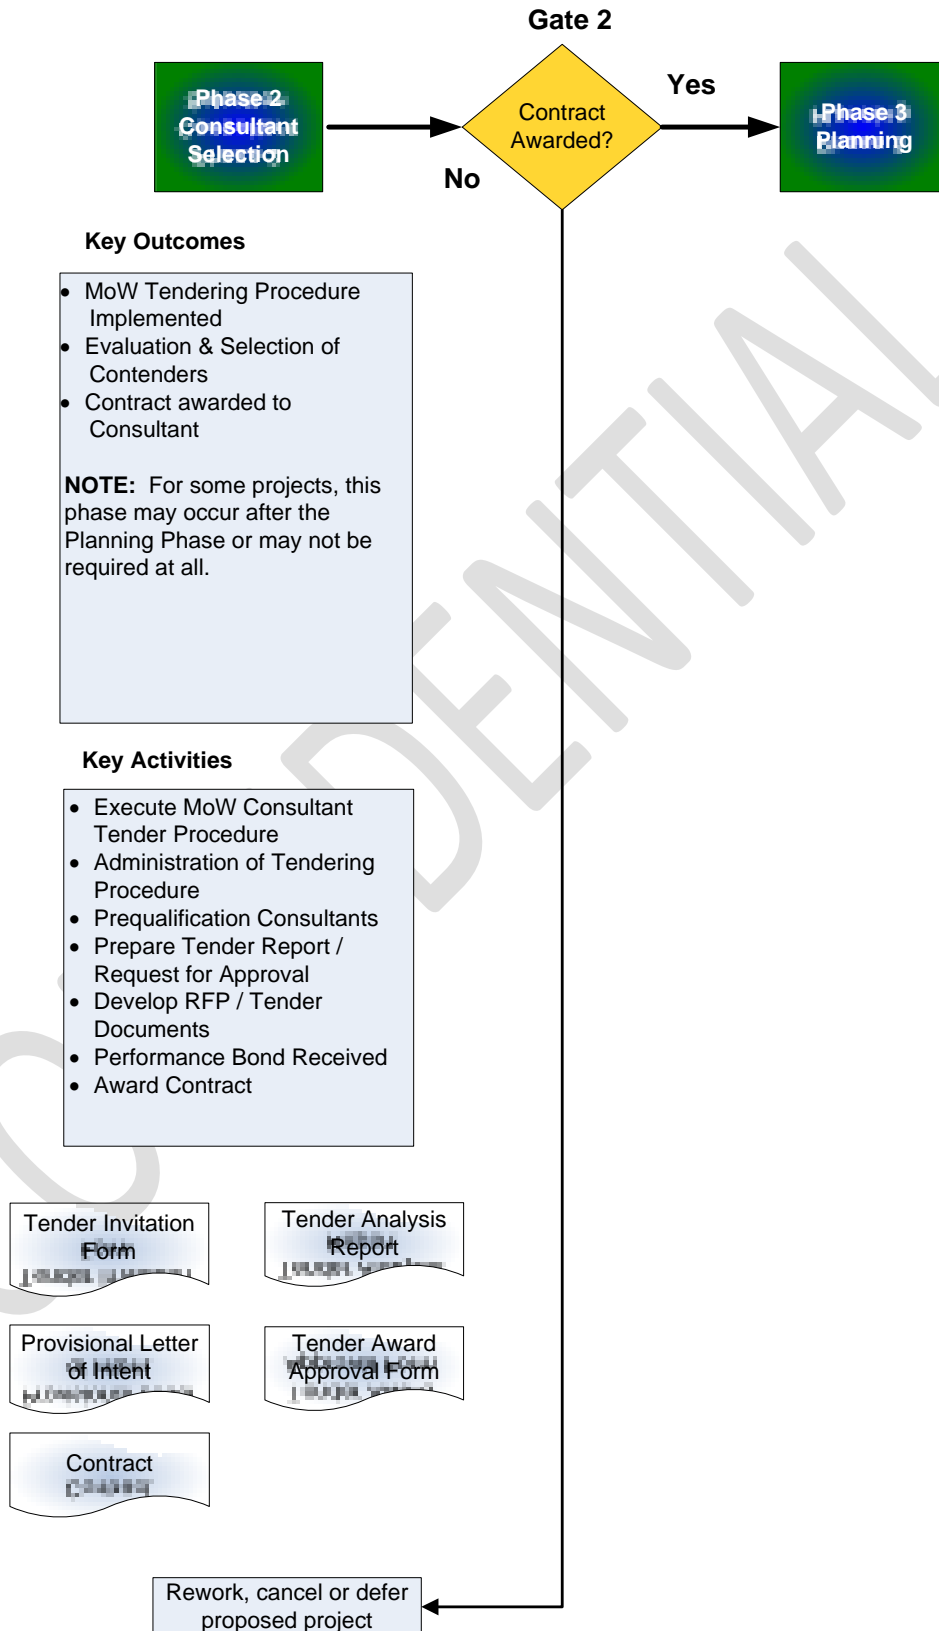 Gate 2
Phase 2
Consultant
Selection
Contract
Awarded?
Yes
No
Phase 3
Planning
Key Outcomes
• MoW Tendering Procedure
Implemented
• Evaluation & Selection of
Contenders
• Contract awarded to
Consultant
NOTE: For some projects, this
phase may occur after the
Planning Phase or may not be
required at all.
Key Activities
• Execute MoW Consultant
Tender Procedure
• Administration of Tendering
Procedure
• Prequalification Consultants
• Prepare Tender Report /
Request for Approval
• Develop RFP / Tender
Documents
• Performance Bond Received
• Award Contract
Tender Invitation
Form
Tender Analysis
Report
Provisional Letter
of Intent
Tender Award
Approval Form
Contract
Rework, cancel or defer
proposed project